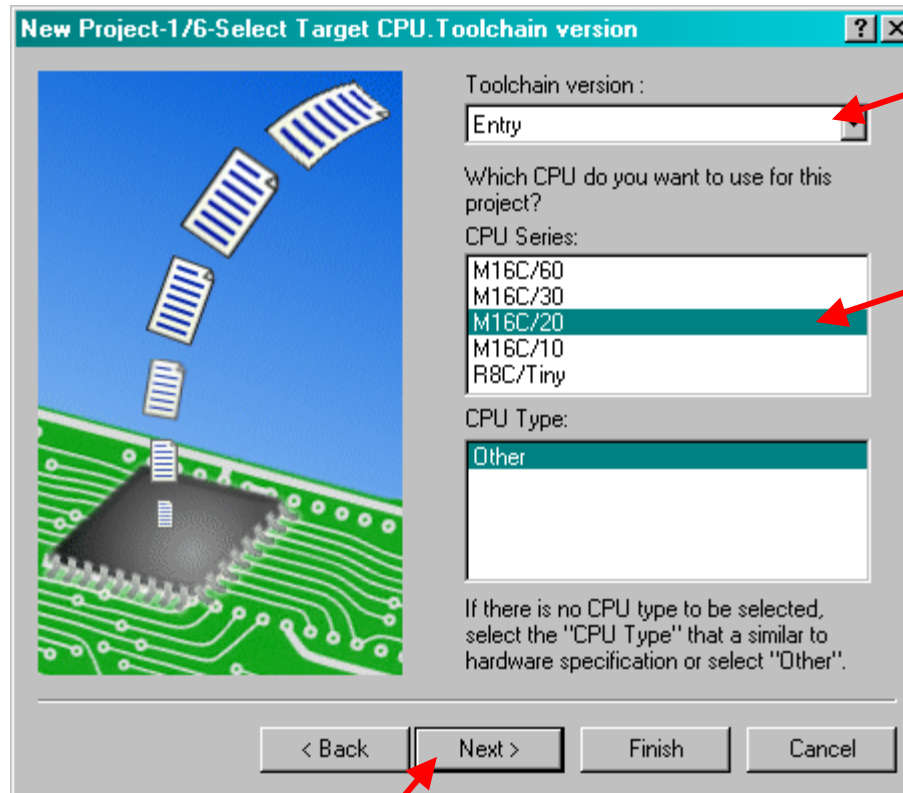 New Project-1/6-Select Target CPU.Toolchain version
Toolchain version :
Entry
Which CPU do you want to use for this
project?
CPU Series:
M16C/60
M16C/30
M16C/20
M16C/10
R8C/Tiny
CPU Type:
Other
If there is no CPU type to be selected,
select the "CPU Type" that a similar to
hardware specification or select "Other".
< Back Next > Finish Cancel